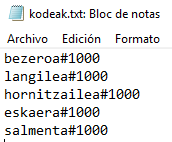 kodeak.txt: Bloc de notas
Archivo Edición Formato
bezeroa#1000
langilea#1000
hornitzailea#1000
eskaera#1000
salmenta#1000